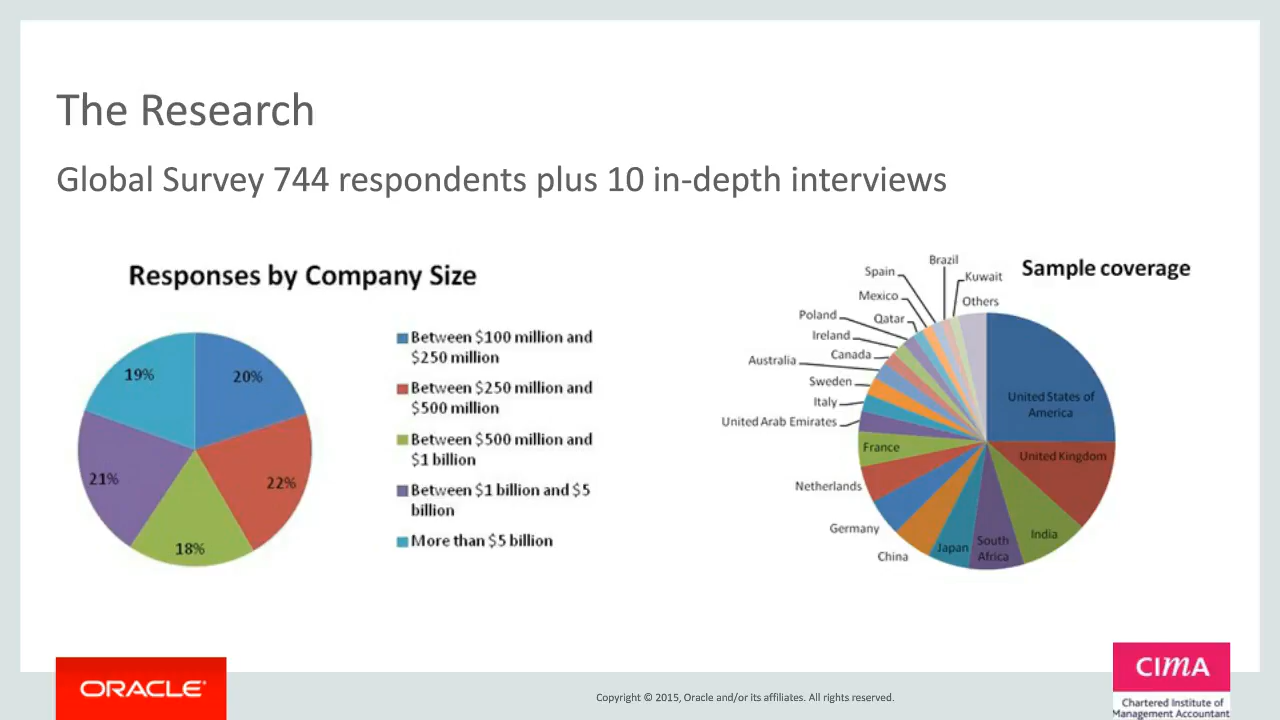 The Research
Global Survey 744 respondents plus 10 in-depth interviews
Responses by Company Size
20%
22%
18%
21%
19%
Between $100 million and
$250 million
Between $250 million and
$500 million
Between $500 million and
$1 billion
Between $1 billion and $5
billion
More than $5 billion
Sample coverage
United States of
America
United Kingdom
India
South
Africa
Japan
China
Germany
Netherlands
France
United Arab Emirates
Italy
Sweden
Australia
Canada
Ireland
Poland
Qatar
Mexico
Spain
Brazil
Kuwait
Others
ORACLE®
Copyright © 2015, Oracle and/or its affiliates. All rights reserved.
CIMA
Chartered Institute of
Management Accountant